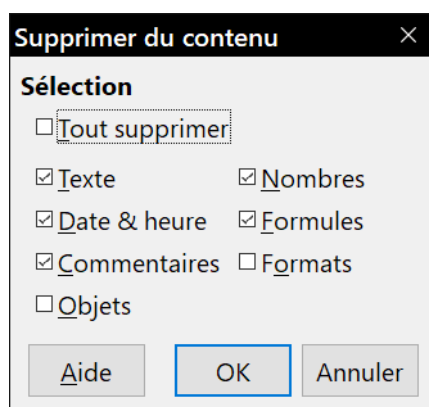 Supprimer du contenu
Sélection
Tout supprimer
Texte Nombres
Date & heure Formules
Commentaires Formats
Objets
Aide OK Annuler